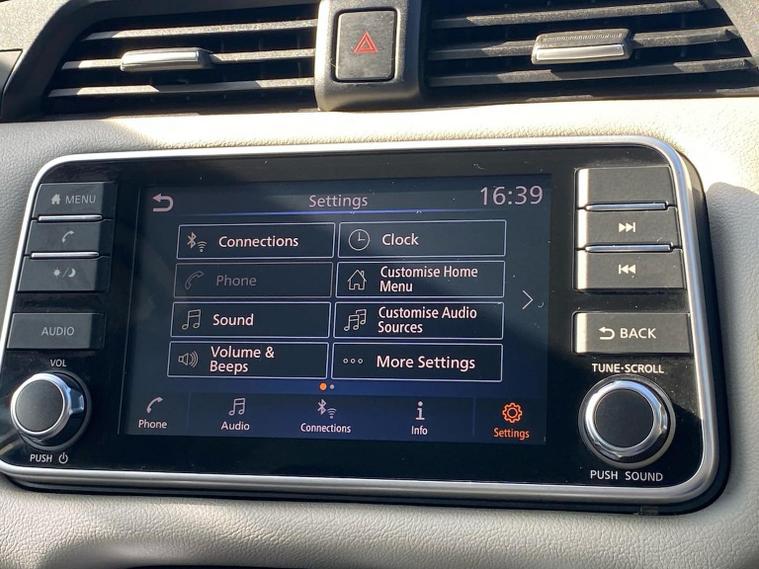 MENU
AUDIO
VOL
PUSH
Settings
16:39
Connections
Clock
Phone
Customise Home
Menu
Sound
Customise Audio
Sources
Volume &
Beeps
More Settings
Phone
Audio
Connections
Info
Settings
BACK
TUNE·SCROLL
PUSH SOUND